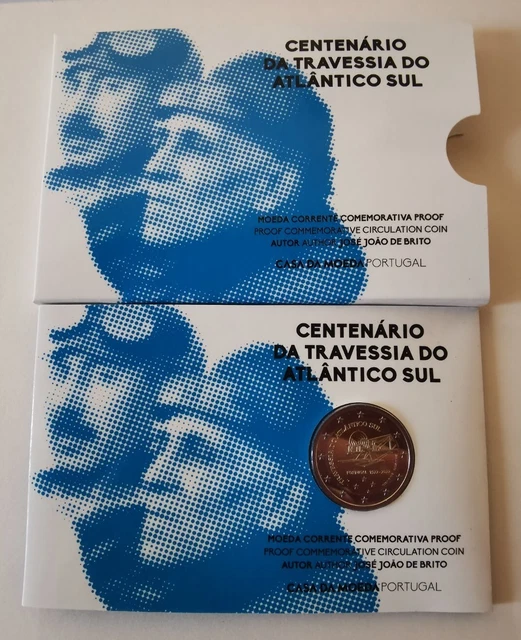 CENTENÁRIO
DA TRAVESSIA DO
ATLÂNTICO SUL
MOEDA CORRENTE COMEMORATIVA PROOF
PROOF COMMEMORATIVE CIRCULATION COIN
AUTOR AUTHOR JOSÉ JOÃO DE BRITO
CASA DA MOEDA PORTUGAL
CENTENÁRIO
DA TRAVESSIA DO
ATLÂNTICO SUL
ATLÂNTICO SUL
MOEDA CORRENTE COMEMORATIVA PROOF
PROOF COMMEMORATIVE CIRCULATION COIN
AUTOR AUTHOR JOSÉ JOÃO DE BRITO
CASA DA MOEDA PORTUGAL